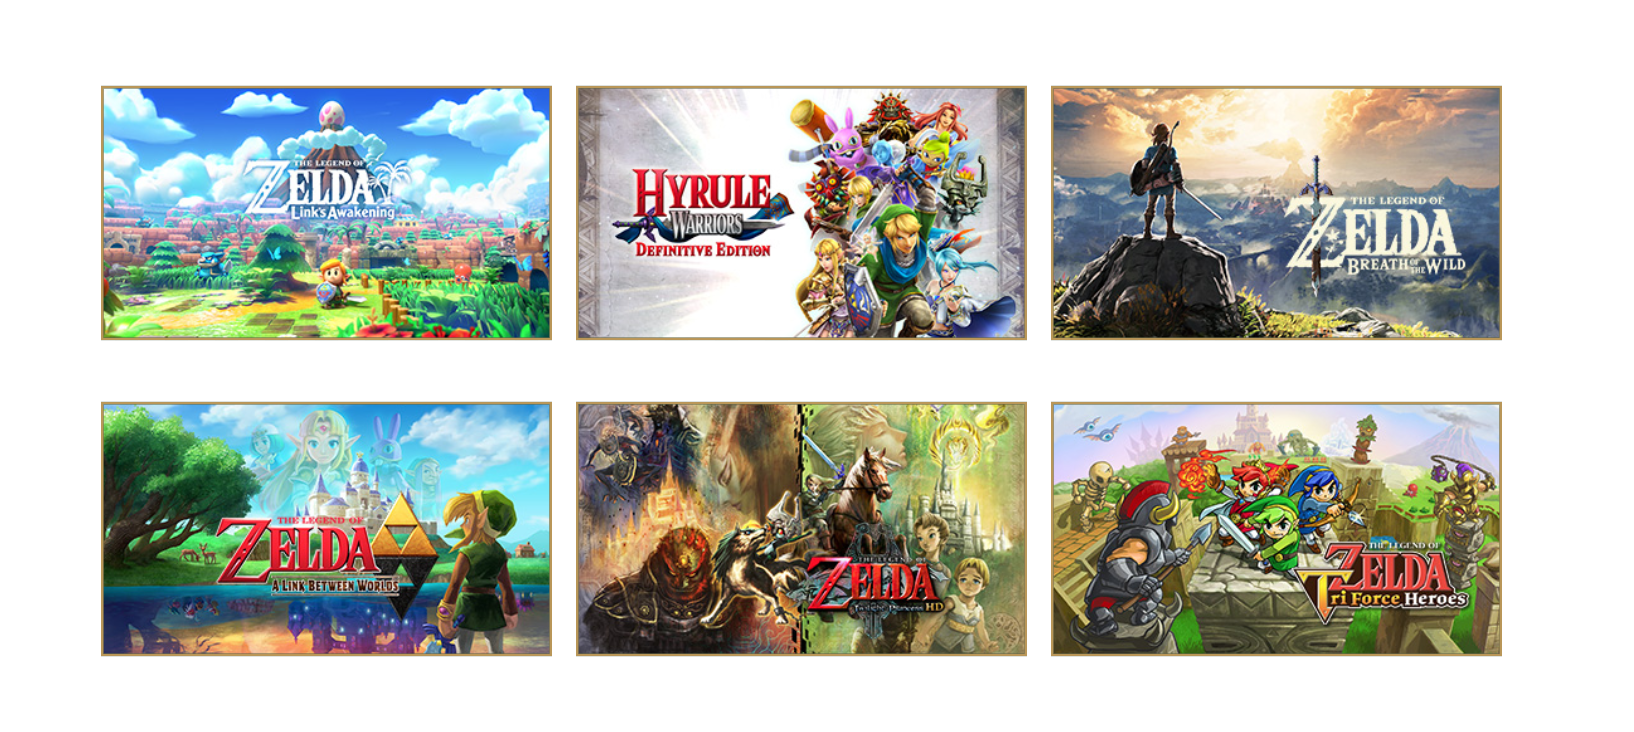 THE LEGEND OF
ZELDA
Link's Awakening
HYRULE
WARRIORS
DEFINITIVE EDITION
THE LEGEND OF
ZELDA
BREATH OF THE WILD
THE LEGEND OF
ZELDA
A LINK BETWEEN WORLDS
THE LEGEND OF
ZELDA
Twilight Princess HD
THE LEGEND OF
ZELDA
Tri Force Heroes